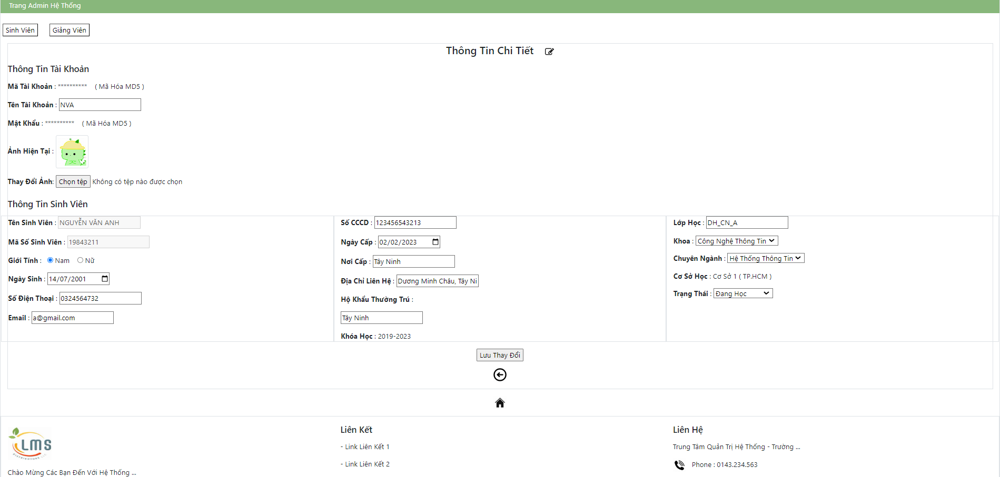 Trang Admin Hệ Thống
Sinh Viên
Giảng Viên
Thông Tin Chi Tiết
Thông Tin Tài Khoản
Mã Tài Khoản : ********** ( Mã Hóa MD5 )
Tên Tài Khoản : NVA
Mật Khẩu : ********** ( Mã Hóa MD5 )
Ảnh Hiện Tại :
Thay Đổi Ảnh: Chọn tệp Không có tệp nào được chọn
Thông Tin Sinh Viên
Tên Sinh Viên : NGUYỄN VĂN ANH
Mã Số Sinh Viên : 19843211
Giới Tính : Nam Nữ
Ngày Sinh : 14/07/2001
Số Điện Thoại : 0324564732
Email : a@gmail.com
Số CCCD : 123456543213
Ngày Cấp : 02/02/2023
Nơi Cấp : Tây Ninh
Địa Chỉ Liên Hệ : Dương Minh Châu, Tây Ni
Hộ Khẩu Thường Trú :
Tây Ninh
Khóa Học : 2019-2023
Lớp Học : DH_CN_A
Khoa : Công Nghệ Thông Tin
Chuyên Ngành : Hệ Thống Thông Tin
Cơ Sở Học : Cơ Sở 1 ( TP.HCM )
Trạng Thái : Đang Học
Lưu Thay Đổi
LMS
Chào Mừng Các Bạn Đến Với Hệ Thống ...
Liên Kết
- Link Liên Kết 1
- Link Liên Kết 2
Liên Hệ
Trung Tâm Quản Trị Hệ Thống - Trường ...
Phone : 0143.234.563